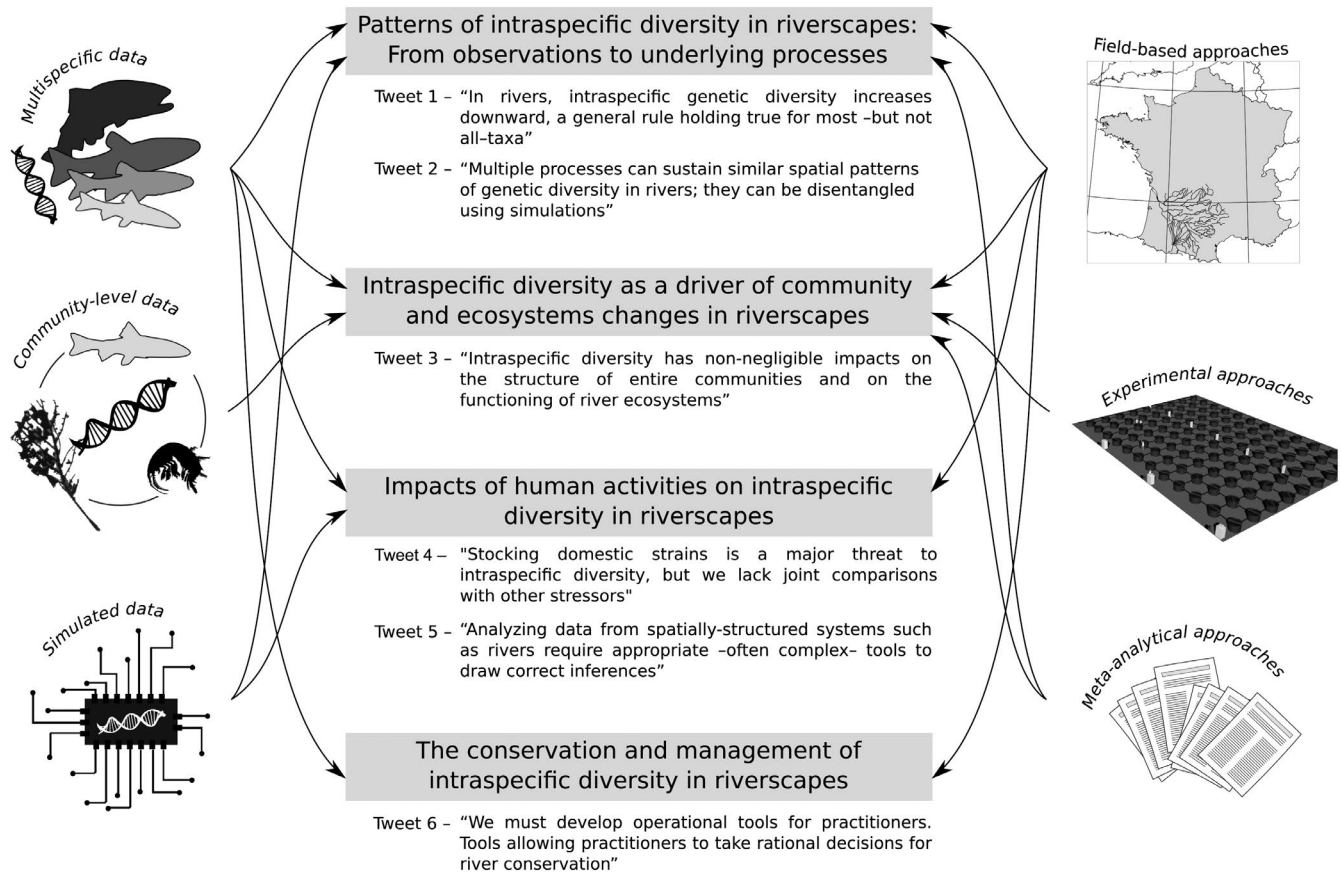 Multispecific data
Community-level data
Simulated data
Patterns of intraspecific diversity in riverscapes:
From observations to underlying processes
Tweet 1 – “In rivers, intraspecific genetic diversity increases
downward, a general rule holding true for most –but not
all–taxa”
Tweet 2 – “Multiple processes can sustain similar spatial patterns
of genetic diversity in rivers; they can be disentangled
using simulations”
Intraspecific diversity as a driver of community
and ecosystems changes in riverscapes
Tweet 3 – “Intraspecific diversity has non-negligible impacts on
the structure of entire communities and on the
functioning of river ecosystems”
Impacts of human activities on intraspecific
diversity in riverscapes
Tweet 4 – "Stocking domestic strains is a major threat to
intraspecific diversity, but we lack joint comparisons
with other stressors"
Tweet 5 – “Analyzing data from spatially-structured systems such
as rivers require appropriate –often complex– tools to
draw correct inferences”
The conservation and management of
intraspecific diversity in riverscapes
Tweet 6 – “We must develop operational tools for practitioners.
Tools allowing practitioners to take rational decisions for
river conservation”
Field-based approaches
Experimental approaches
Meta-analytical approaches